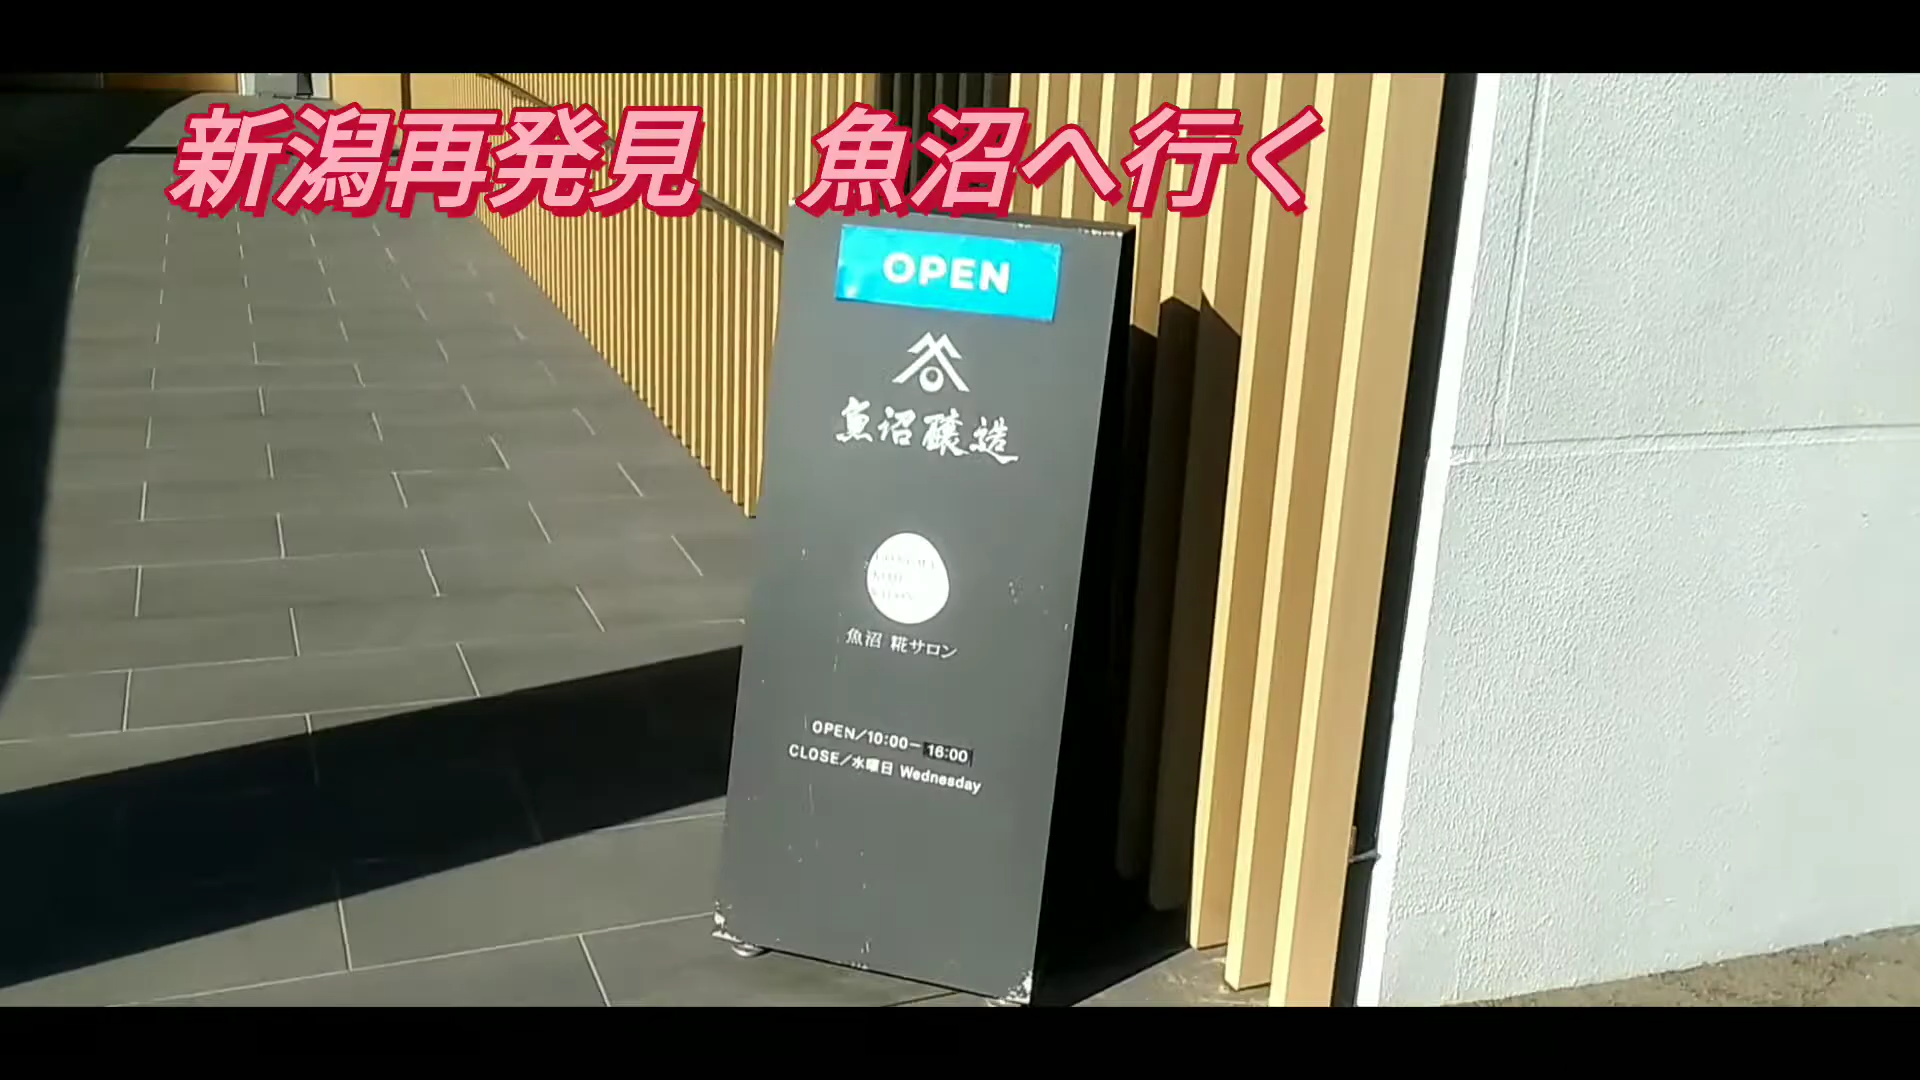 新潟再発見　魚沼へ行く
OPEN
魚沼醸造
魚沼 糀サロン
OPEN／10:00－16:00
CLOSE／水曜日 Wednesday